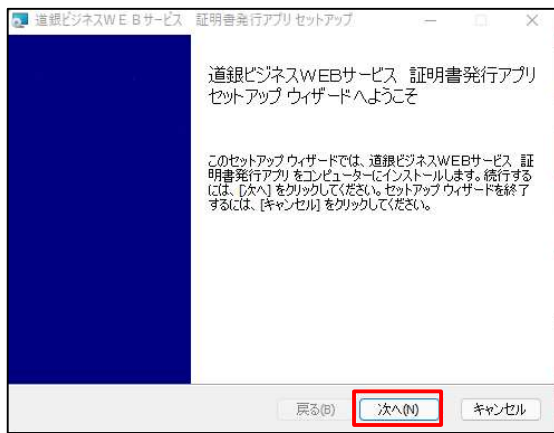 道銀ビジネスWEBサービス 証明書発行アプリ セットアップ
道銀ビジネスWEBサービス 証明書発行アプリ
セットアップ ウィザードへようこそ
このセットアップ ウィザードでは、道銀ビジネスWEBサービス 証
明書発行アプリ をコンピューターにインストールします。続行する
には、[次へ] をクリックしてください。セットアップ ウィザードを終了
するには、[キャンセル] をクリックしてください。
戻る(B) 次へ(N) キャンセル